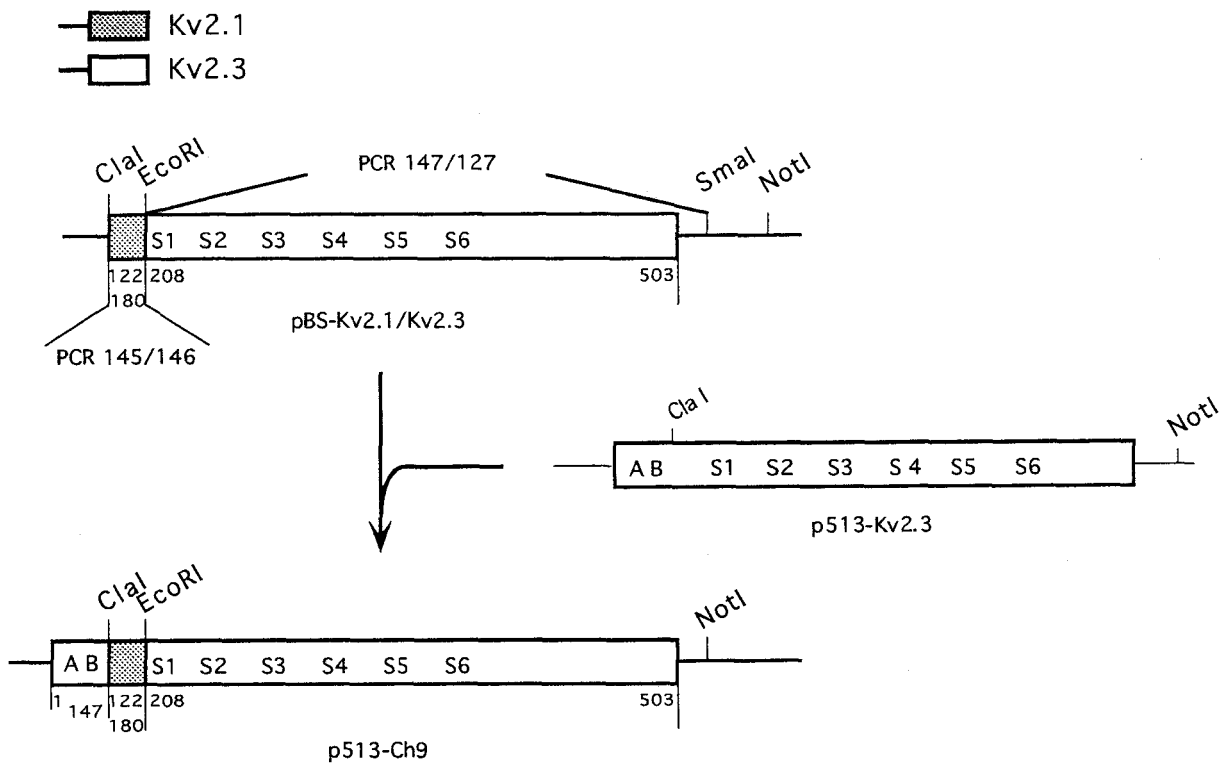 Kv2.1
Kv2.3
ClaI
EcoRI
PCR 147/127
SmaI
NotI
S1 S2 S3 S4 S5 S6
122 208 503
180
pBS-Kv2.1/Kv2.3
PCR 145/146
Cla I
NotI
A B S1 S2 S3 S4 S5 S6
p513-Kv2.3
ClaI
EcoRI
NotI
A B S1 S2 S3 S4 S5 S6
1 147 122 208 503
180
p513-Ch9